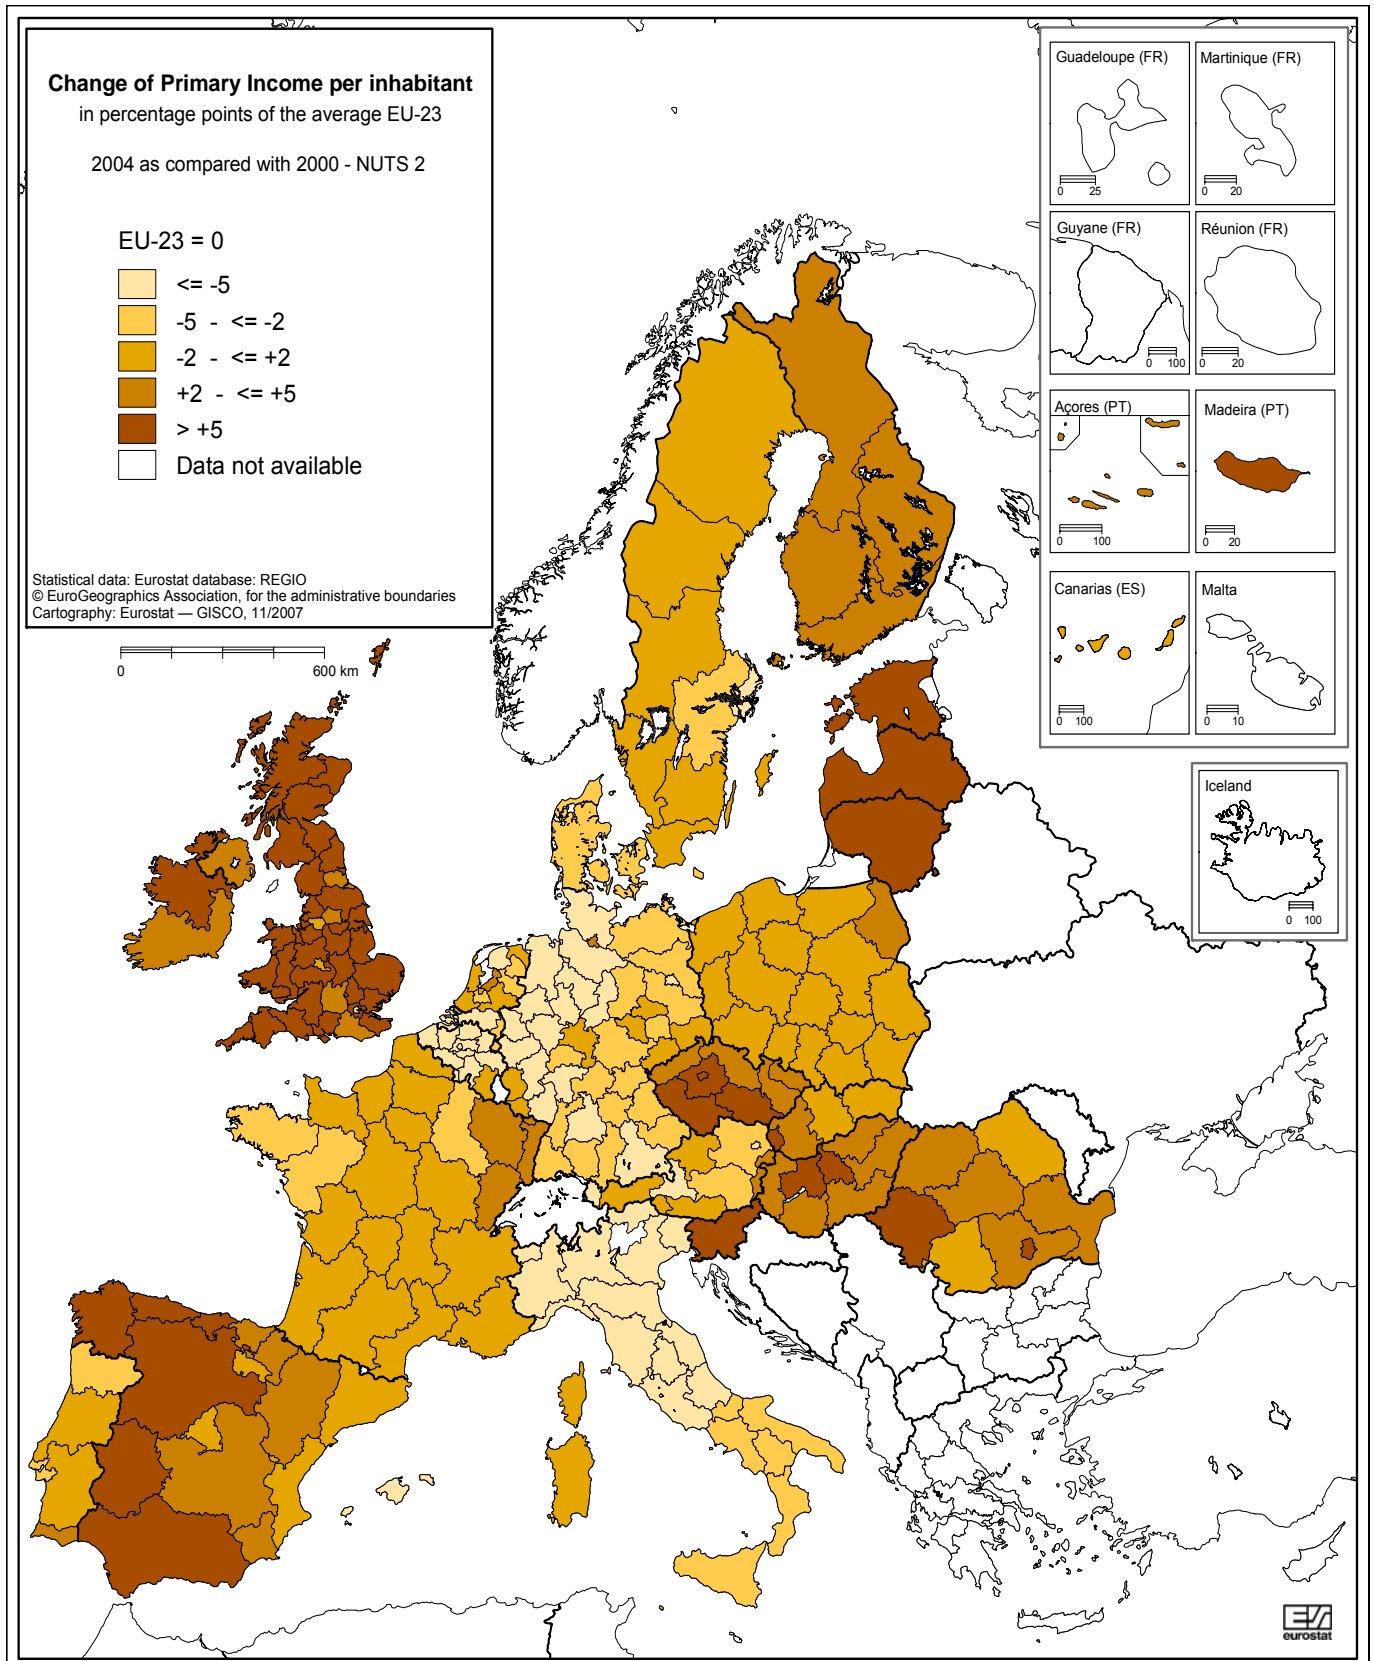 Change of Primary Income per inhabitant
in percentage points of the average EU-23
2004 as compared with 2000 - NUTS 2
EU-23 = 0
<= -5
-5 - <= -2
-2 - <= +2
+2 - <= +5
> +5
Data not available
Statistical data: Eurostat database: REGIO
© EuroGeographics Association, for the administrative boundaries
Cartography: Eurostat — GISCO, 11/2007
0 600 km
Guadeloupe (FR)
0 25
Martinique (FR)
0 20
Guyane (FR)
0 100
Réunion (FR)
0 20
Açores (PT)
0 100
Madeira (PT)
0 20
Canarias (ES)
0 100
Malta
0 10
Iceland
0 100
eurostat